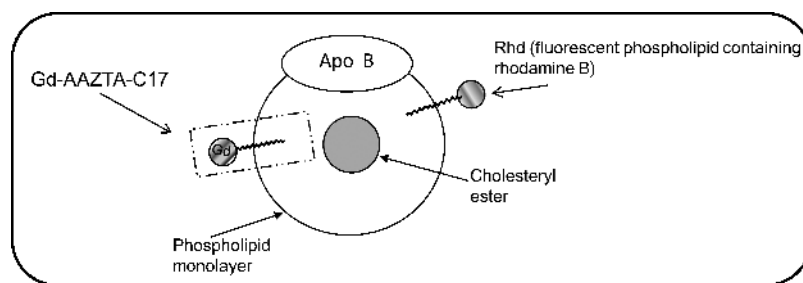 Apo B
Rhd (fluorescent phospholipid containing
rhodamine B)
Gd-AAZTA-C17
Gd
Cholesteryl
ester
Phospholipid
monolayer